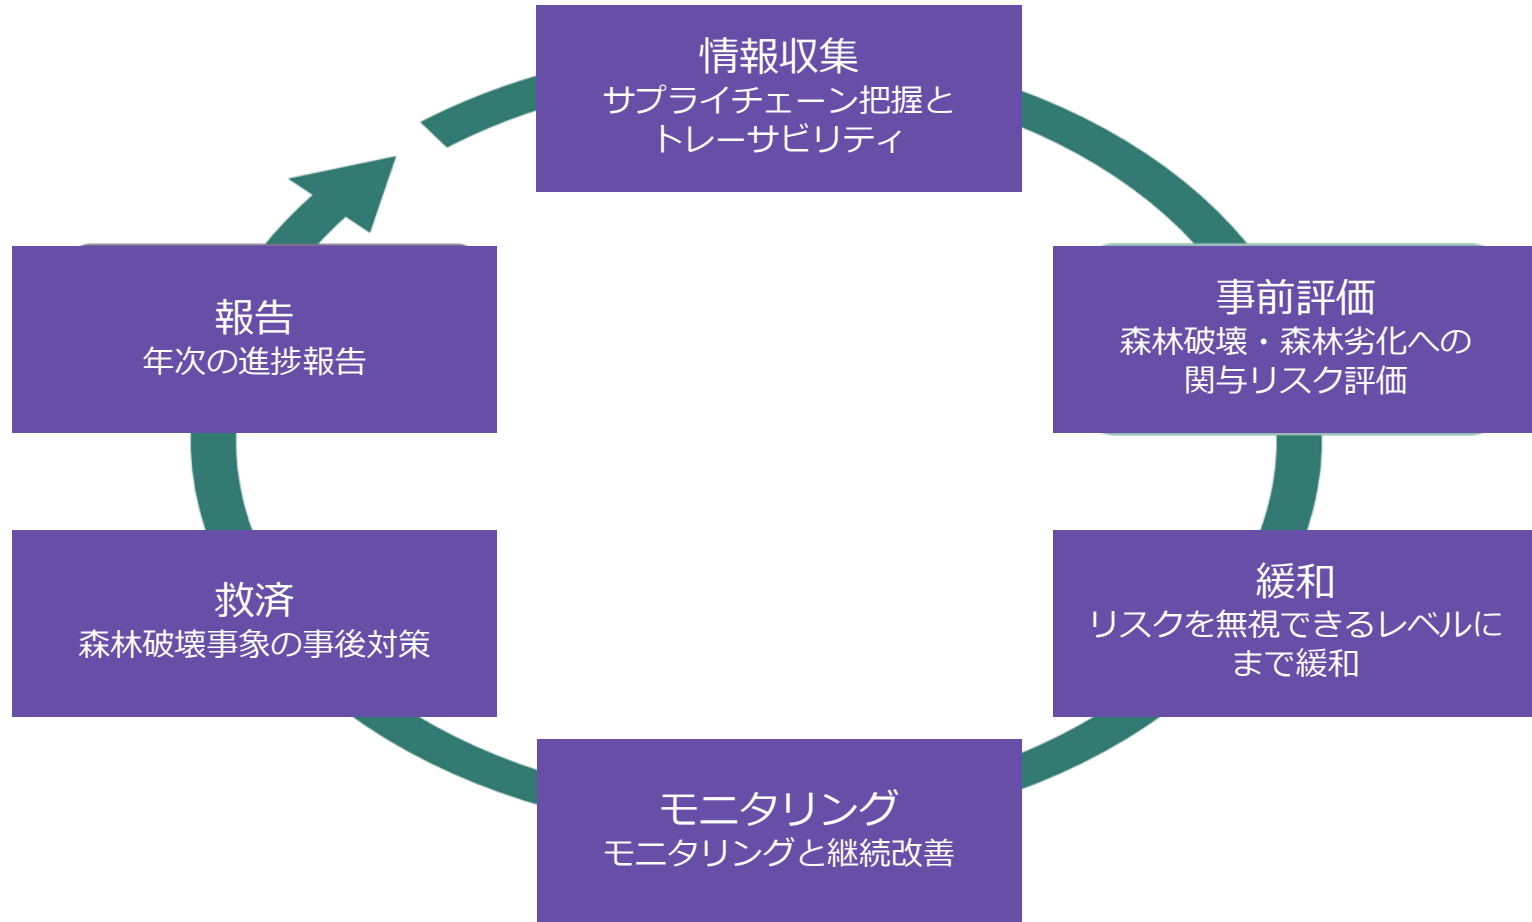 情報収集
サプライチェーン把握と
トレーサビリティ
事前評価
森林破壊・森林劣化への
関与リスク評価
緩和
リスクを無視できるレベルに
まで緩和
モニタリング
モニタリングと継続改善
救済
森林破壊事象の事後対策
報告
年次の進捗報告